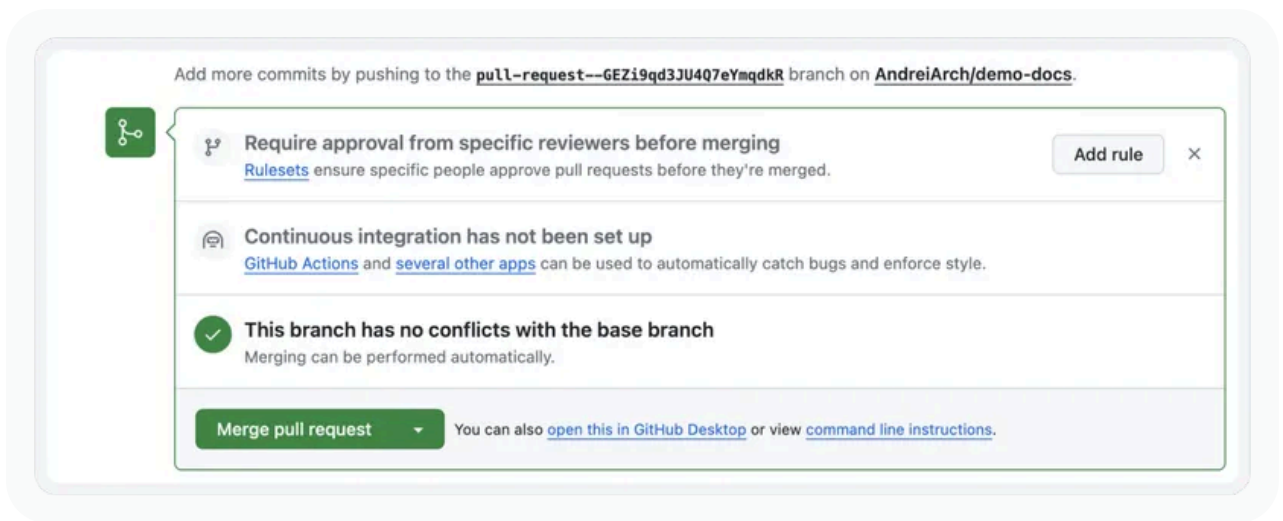 Add more commits by pushing to the pull-request--GEZi9qd3JU4Q7eYmqdkR branch on AndreiArch/demo-docs.
Require approval from specific reviewers before merging
Rulesets ensure specific people approve pull requests before they're merged.
Add rule
Continuous integration has not been set up
GitHub Actions and several other apps can be used to automatically catch bugs and enforce style.
This branch has no conflicts with the base branch
Merging can be performed automatically.
Merge pull request
You can also open this in GitHub Desktop or view command line instructions.